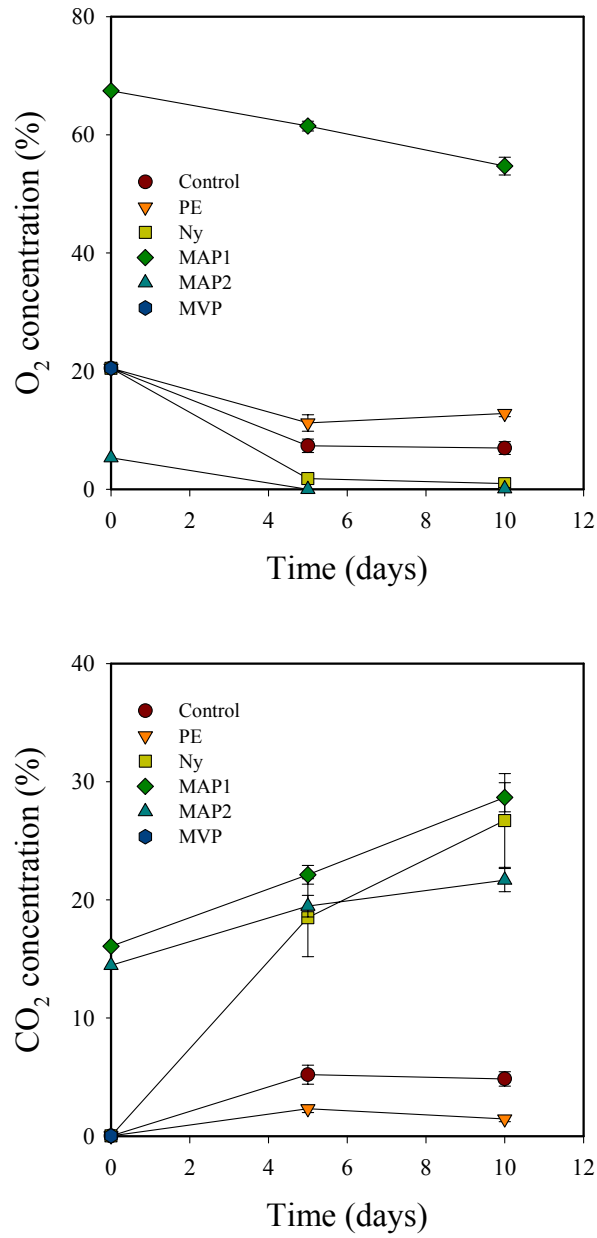 80
60
40
20
0
O2 concentration (%)
Control
PE
Ny
MAP1
MAP2
MVP
0 2 4 6 8 10 12
Time (days)
40
30
20
10
0
CO2 concentration (%)
Control
PE
Ny
MAP1
MAP2
MVP
0 2 4 6 8 10 12
Time (days)